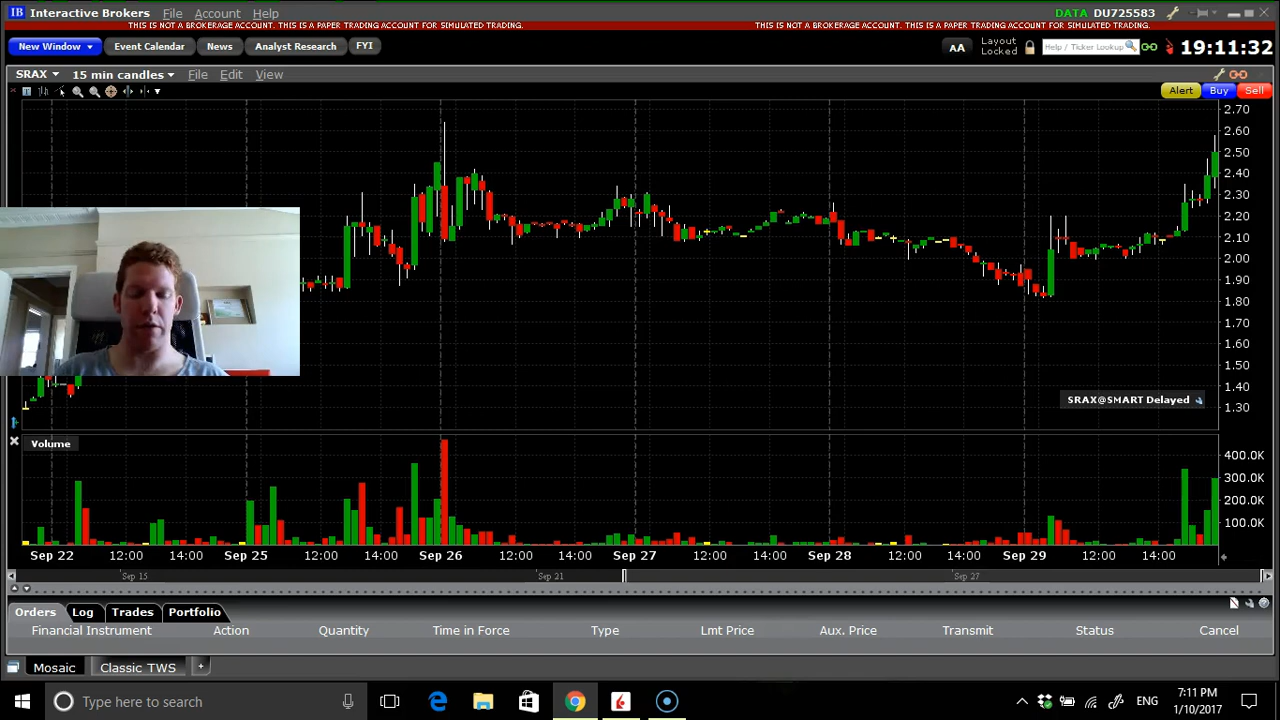 IB Interactive Brokers File Account Help DATA DU725583
THIS IS NOT A BROKERAGE ACCOUNT. THIS IS A PAPER TRADING ACCOUNT FOR SIMULATED TRADING. THIS IS NOT A BROKERAGE ACCOUNT. THIS IS A PAPER TRADING ACCOUNT FOR SIMULATED TRADING.
New Window Event Calendar News Analyst Research FYI AA Layout Locked Help / Ticker Lookup 19:11:32
SRAX 15 min candles File Edit View
Alert Buy Sell
2.70
2.60
2.50
2.40
2.30
2.20
2.10
2.00
1.90
1.80
1.70
1.60
1.50
1.40
1.30
SRAX@SMART Delayed
Volume
400.0K
300.0K
200.0K
100.0K
Sep 22 12:00 14:00 Sep 25 12:00 14:00 Sep 26 12:00 14:00 Sep 27 12:00 14:00 Sep 28 12:00 14:00 Sep 29 12:00 14:00
Sep 15 Sep 21 Sep 27
Orders Log Trades Portfolio
Financial Instrument Action Quantity Time in Force Type Lmt Price Aux. Price Transmit Status Cancel
Mosaic Classic TWS +
Type here to search ENG 7:11 PM
1/10/2017